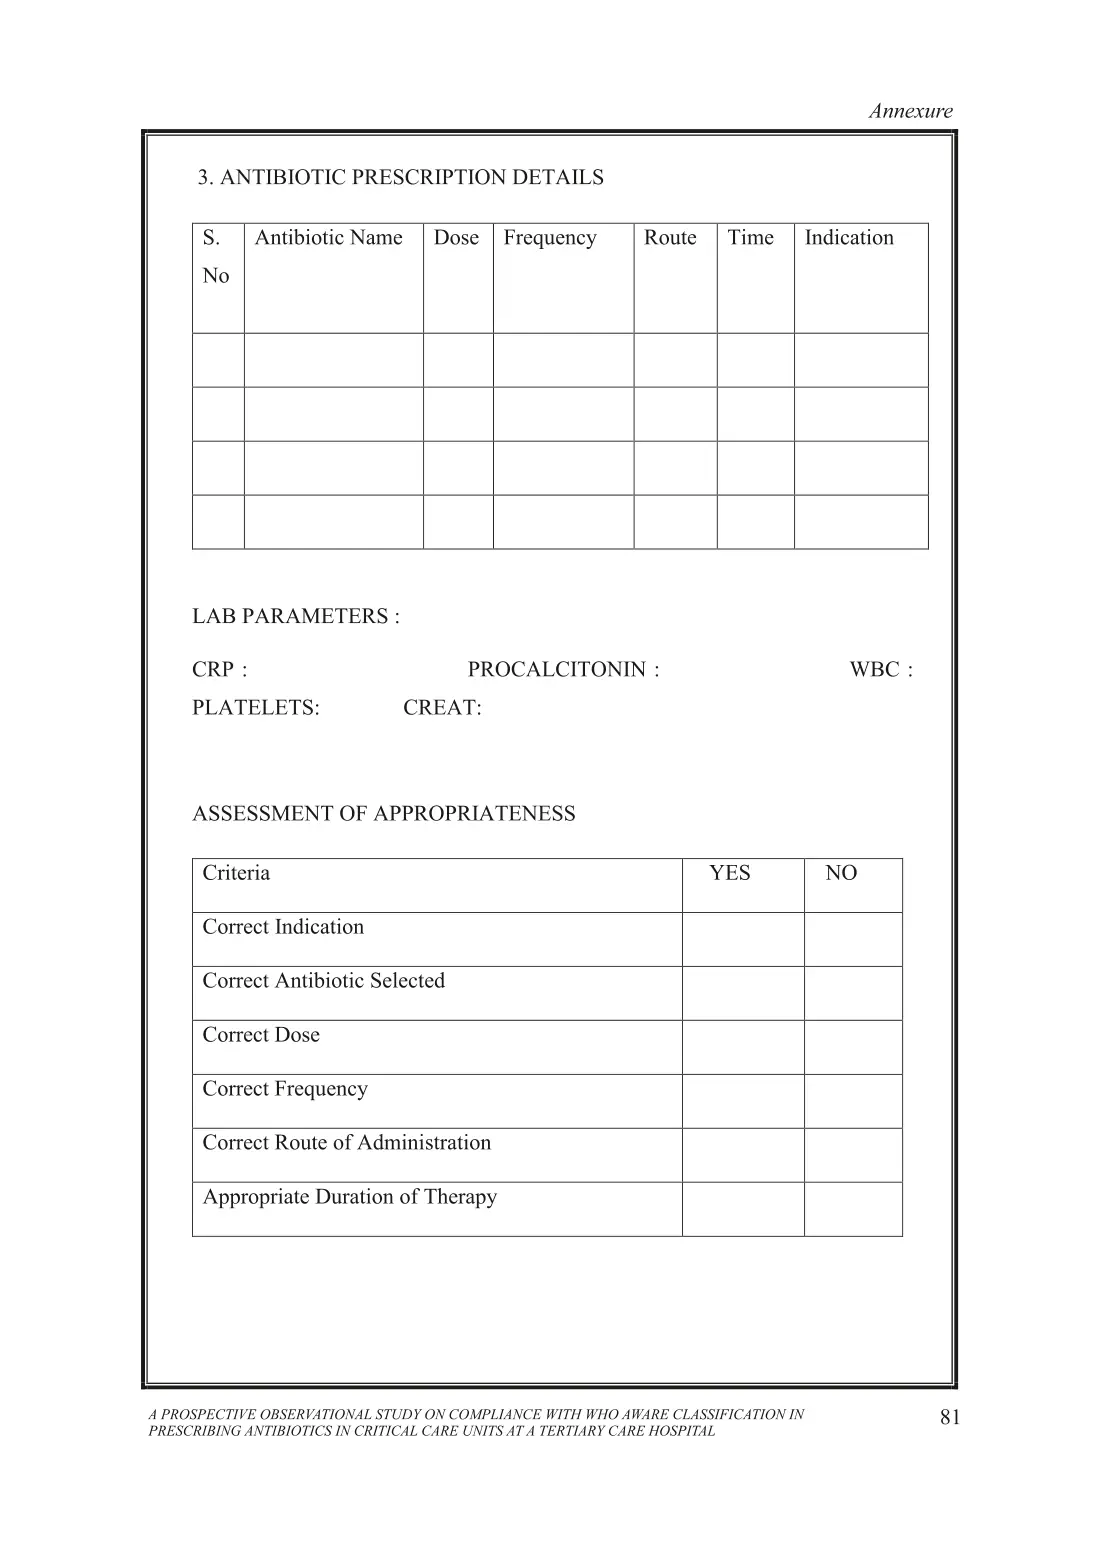 Annexure
3. ANTIBIOTIC PRESCRIPTION DETAILS
S. No Antibiotic Name Dose Frequency Route Time Indication
LAB PARAMETERS :
CRP : PROCALCITONIN : WBC :
PLATELETS: CREAT:
ASSESSMENT OF APPROPRIATENESS
Criteria YES NO
Correct Indication
Correct Antibiotic Selected
Correct Dose
Correct Frequency
Correct Route of Administration
Appropriate Duration of Therapy
A PROSPECTIVE OBSERVATIONAL STUDY ON COMPLIANCE WITH WHO AWARE CLASSIFICATION IN
PRESCRIBING ANTIBIOTICS IN CRITICAL CARE UNITS AT A TERTIARY CARE HOSPITAL
81